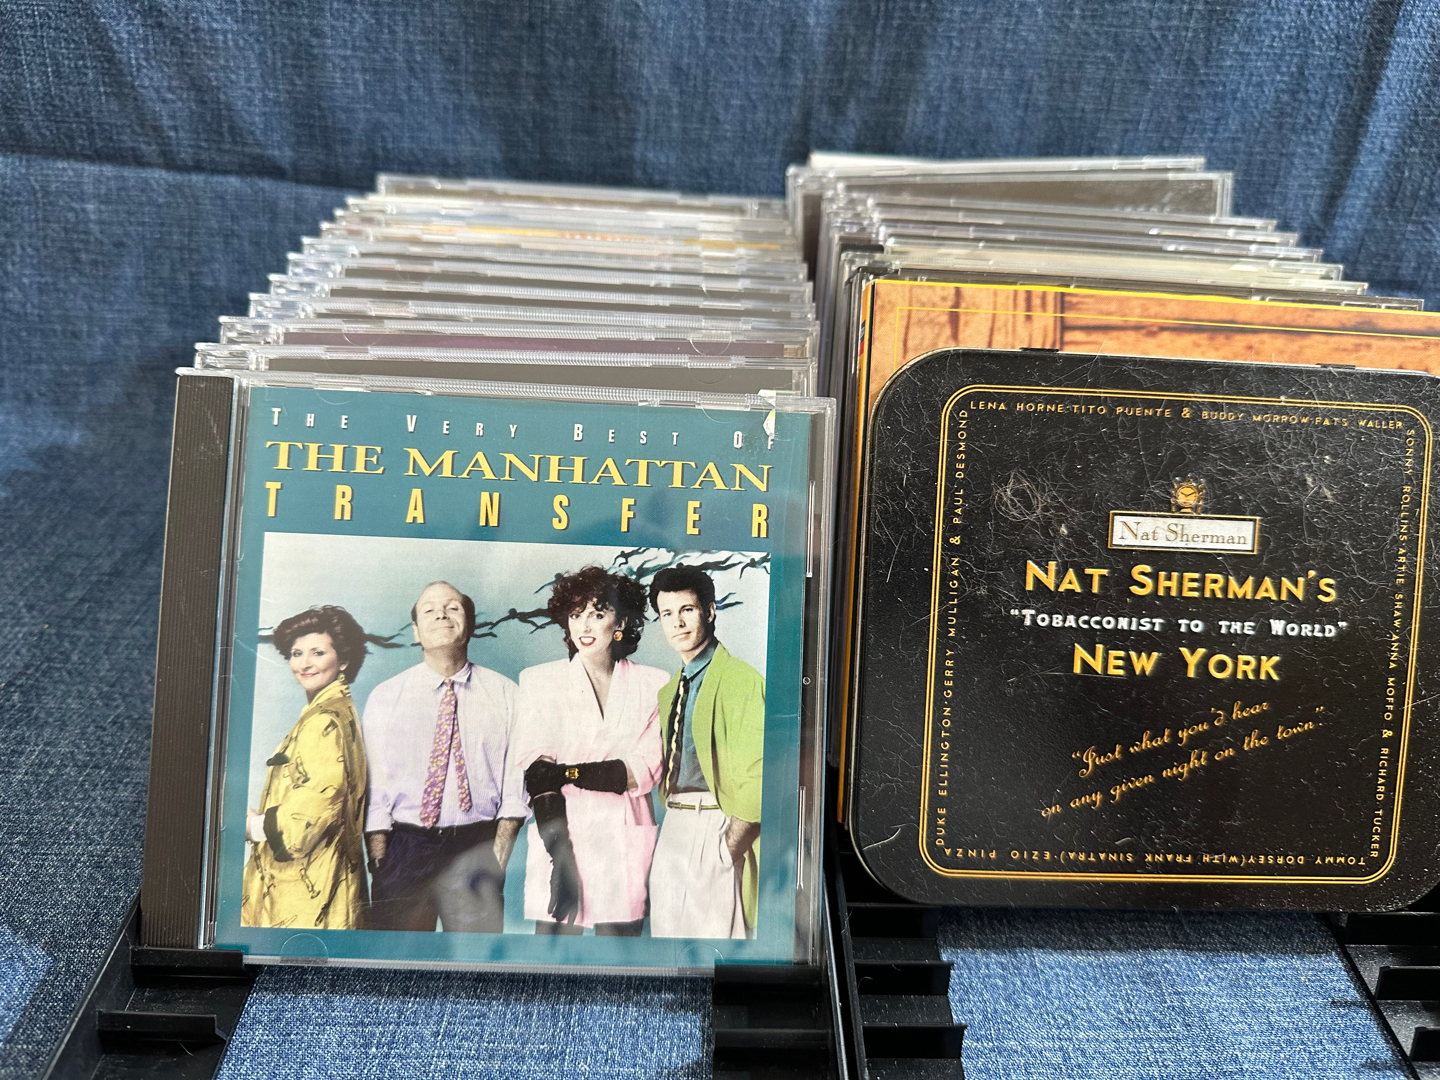 THE VERY BEST OF
THE MANHATTAN
TRANSFER
LENA HORNE·TITO PUENTE & BUDDY MORROW·FATS WALLER
SONNY ROLLINS·ARTIE SHAW·ANNA MOFFO & RICHARD TUCKER
TOMMY DORSEY(WITH FRANK SINATRA)·EZIO PINZA
DUKE ELLINGTON·GERRY MULLIGAN & PAUL DESMOND
Nat Sherman
NAT SHERMAN'S
"TOBACCONIST TO THE WORLD"
NEW YORK
"Just what you'd hear
on any given night on the town."